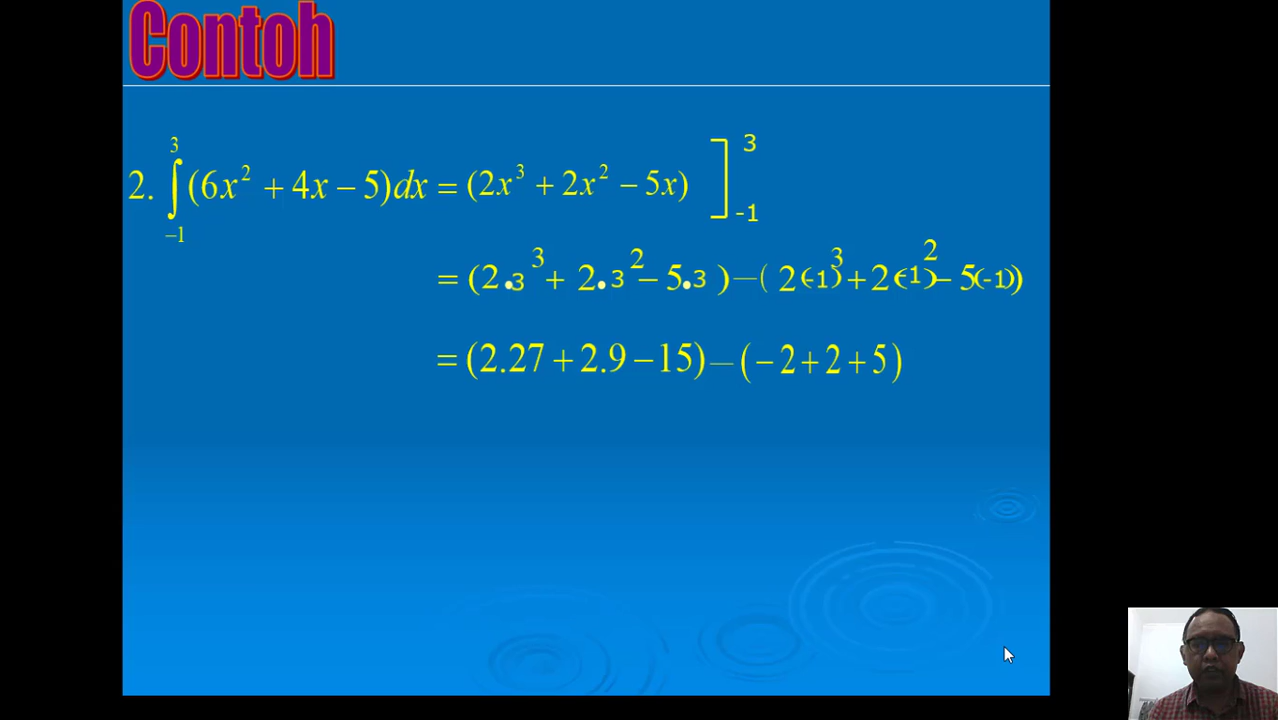 Contoh
2. ∫₋₁³ (6x² + 4x − 5)dx = (2x³ + 2x² − 5x) ]₋₁³
= (2.3³ + 2.3² − 5.3) − (2(-1)³ + 2(-1)² − 5(-1))
= (2.27 + 2.9 − 15) − (−2 + 2 + 5)